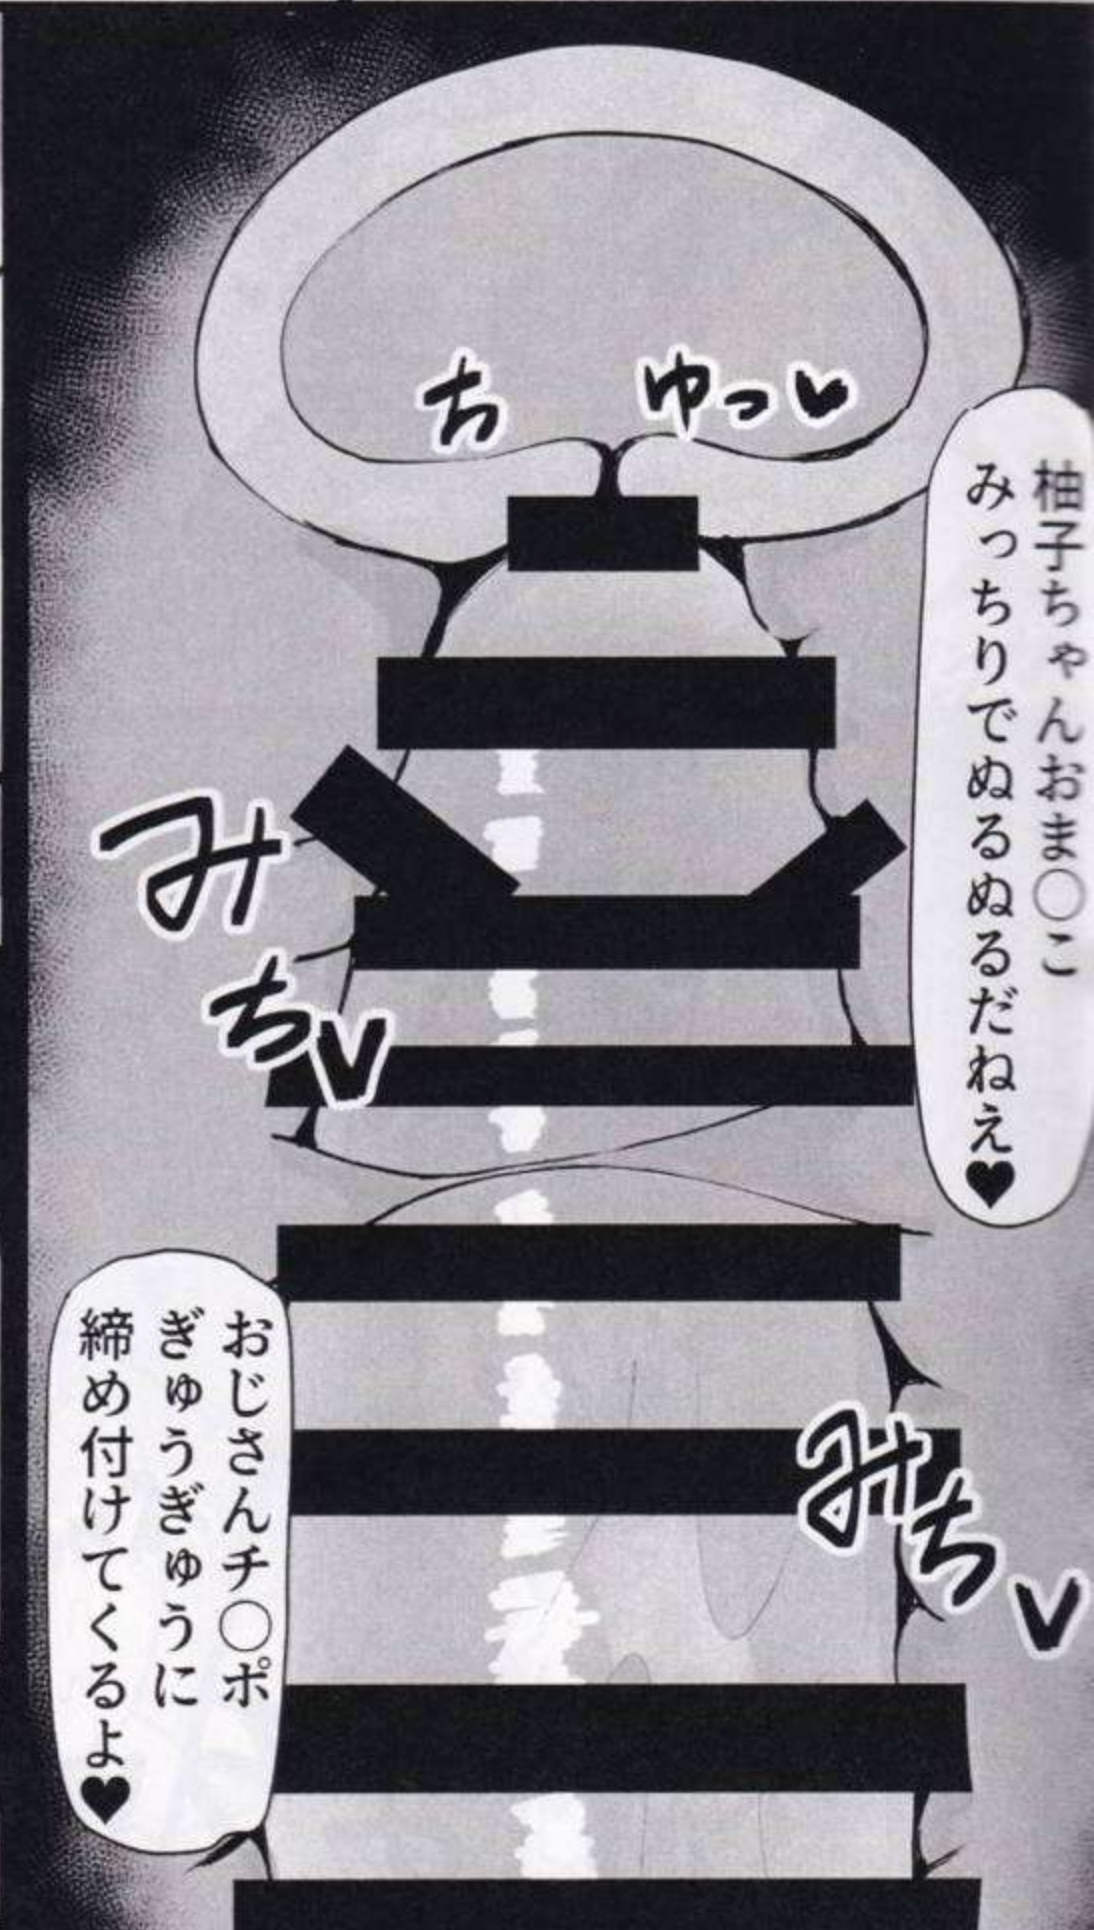 ちゅっ♥
柚子ちゃんおま〇こ
みっちりでぬるぬるだねえ♥
みち♥
おじさんチ〇ポ
ぎゅうぎゅうに
締め付けてくるよ♥
みち♥